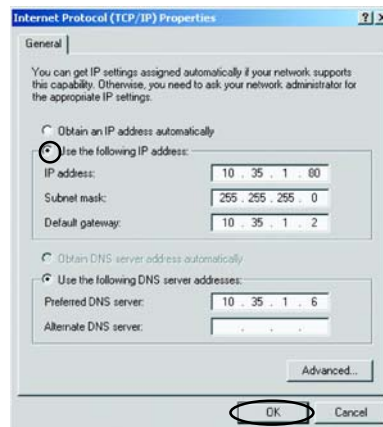 Internet Protocol (TCP/IP) Properties
General
You can get IP settings assigned automatically if your network supports
this capability. Otherwise, you need to ask your network administrator for
the appropriate IP settings.
Obtain an IP address automatically
Use the following IP address:
IP address: 10 . 35 . 1 . 80
Subnet mask: 255 . 255 . 255 . 0
Default gateway: 10 . 35 . 1 . 2
Obtain DNS server address automatically
Use the following DNS server addresses:
Preferred DNS server: 10 . 35 . 1 . 6
Alternate DNS server: . . .
Advanced...
OK Cancel